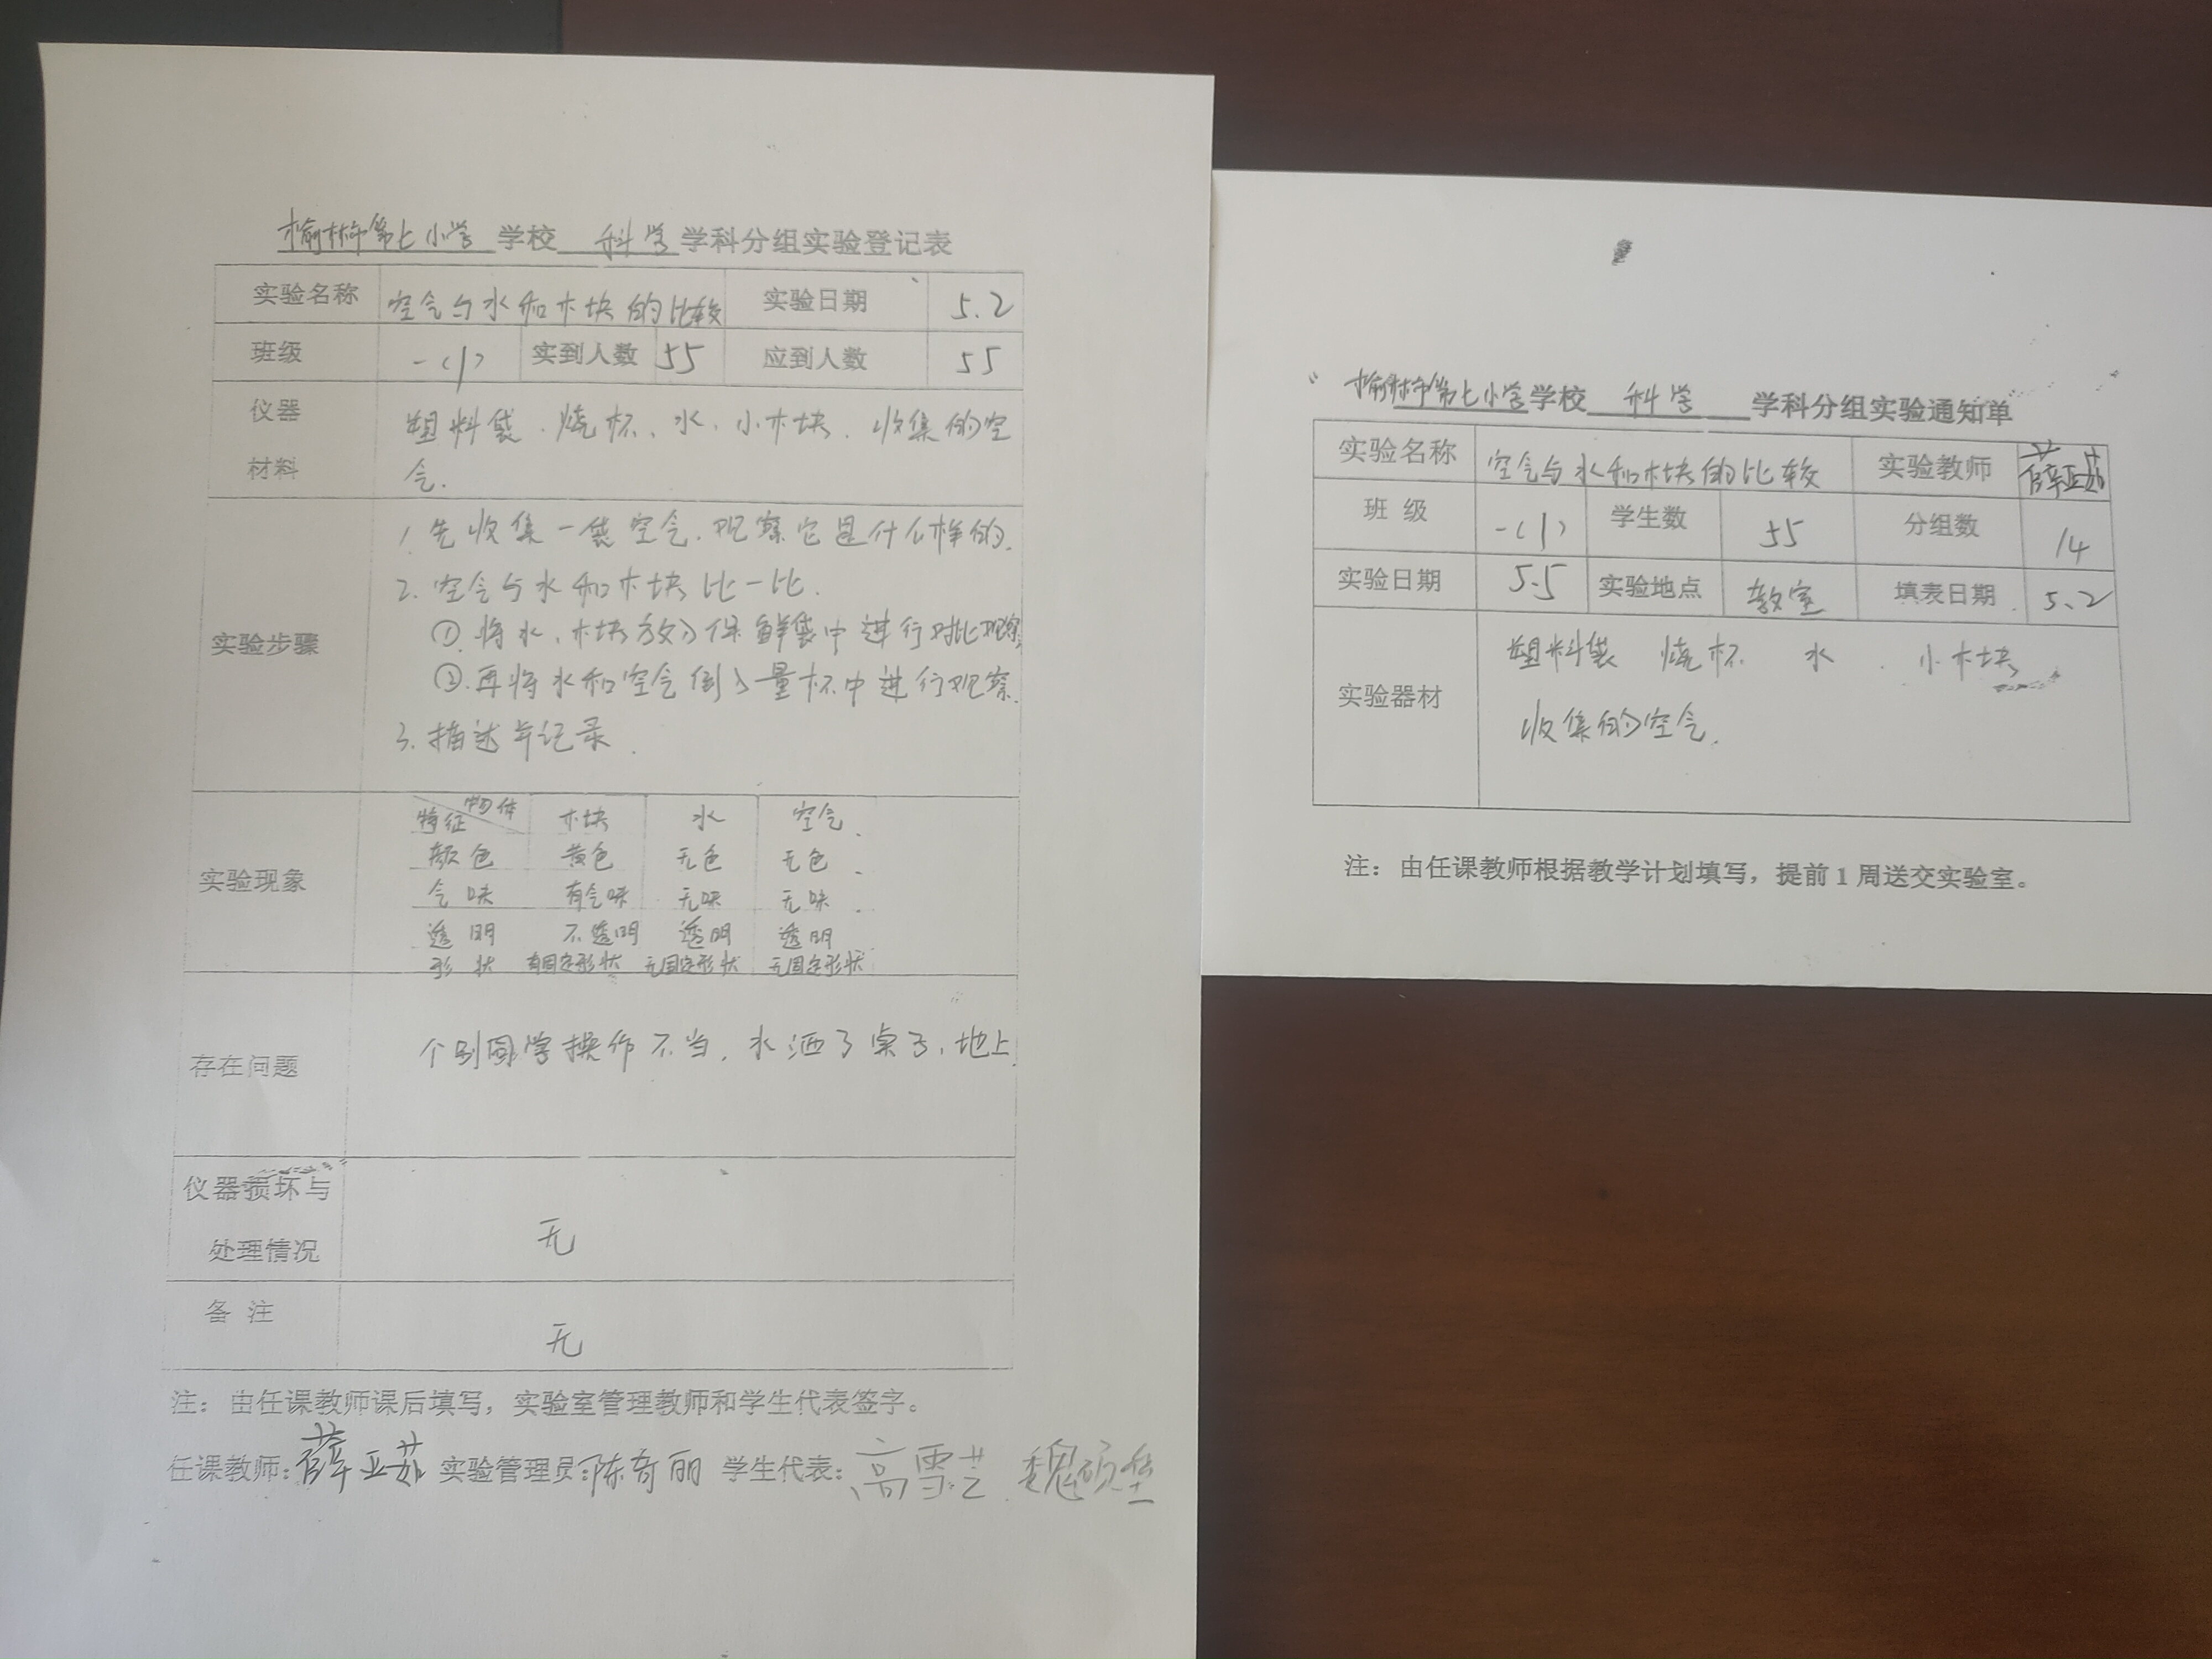 榆林市第七小学 学校 科学 学科分组实验登记表
实验名称 空气与水和木块的比较 实验日期 5.2
班级 一(1) 实到人数 55 应到人数 55
仪器 塑料袋、烧杯、水、小木块、收集的空
材料 气.
1. 先收集一袋空气,观察它是什么样的.
2. 空气与水和木块比一比.
①. 将水、木块放入保鲜袋中进行对比观察,
实验步骤
②. 再将水和空气倒入量杯中进行观察.
3. 描述并记录.
实验现象
特征 物体 木块 水 空气
颜色 黄色 无色 无色
气味 有气味 无味 无味
透明 不透明 透明 透明
形状 有固定形状 无固定形状 无固定形状
存在问题 个别同学操作不当,水洒了桌子、地上
仪器损坏与
处理情况 无
备 注 无
注:由任课教师课后填写,实验室管理教师和学生代表签字。
任课教师:薛亚茹 实验管理员:陈奇丽 学生代表:高雪艺
榆林市第七小学 学校 科学 学科分组实验通知单
实验名称 空气与水和木块的比较 实验教师 薛亚茹
班 级 一(1) 学生数 55 分组数 14
实验日期 5.5 实验地点 教室 填表日期 5.2
实验器材 塑料袋 烧杯 水 小木块
收集的空气.
注:由任课教师根据教学计划填写,提前1周送交实验室。